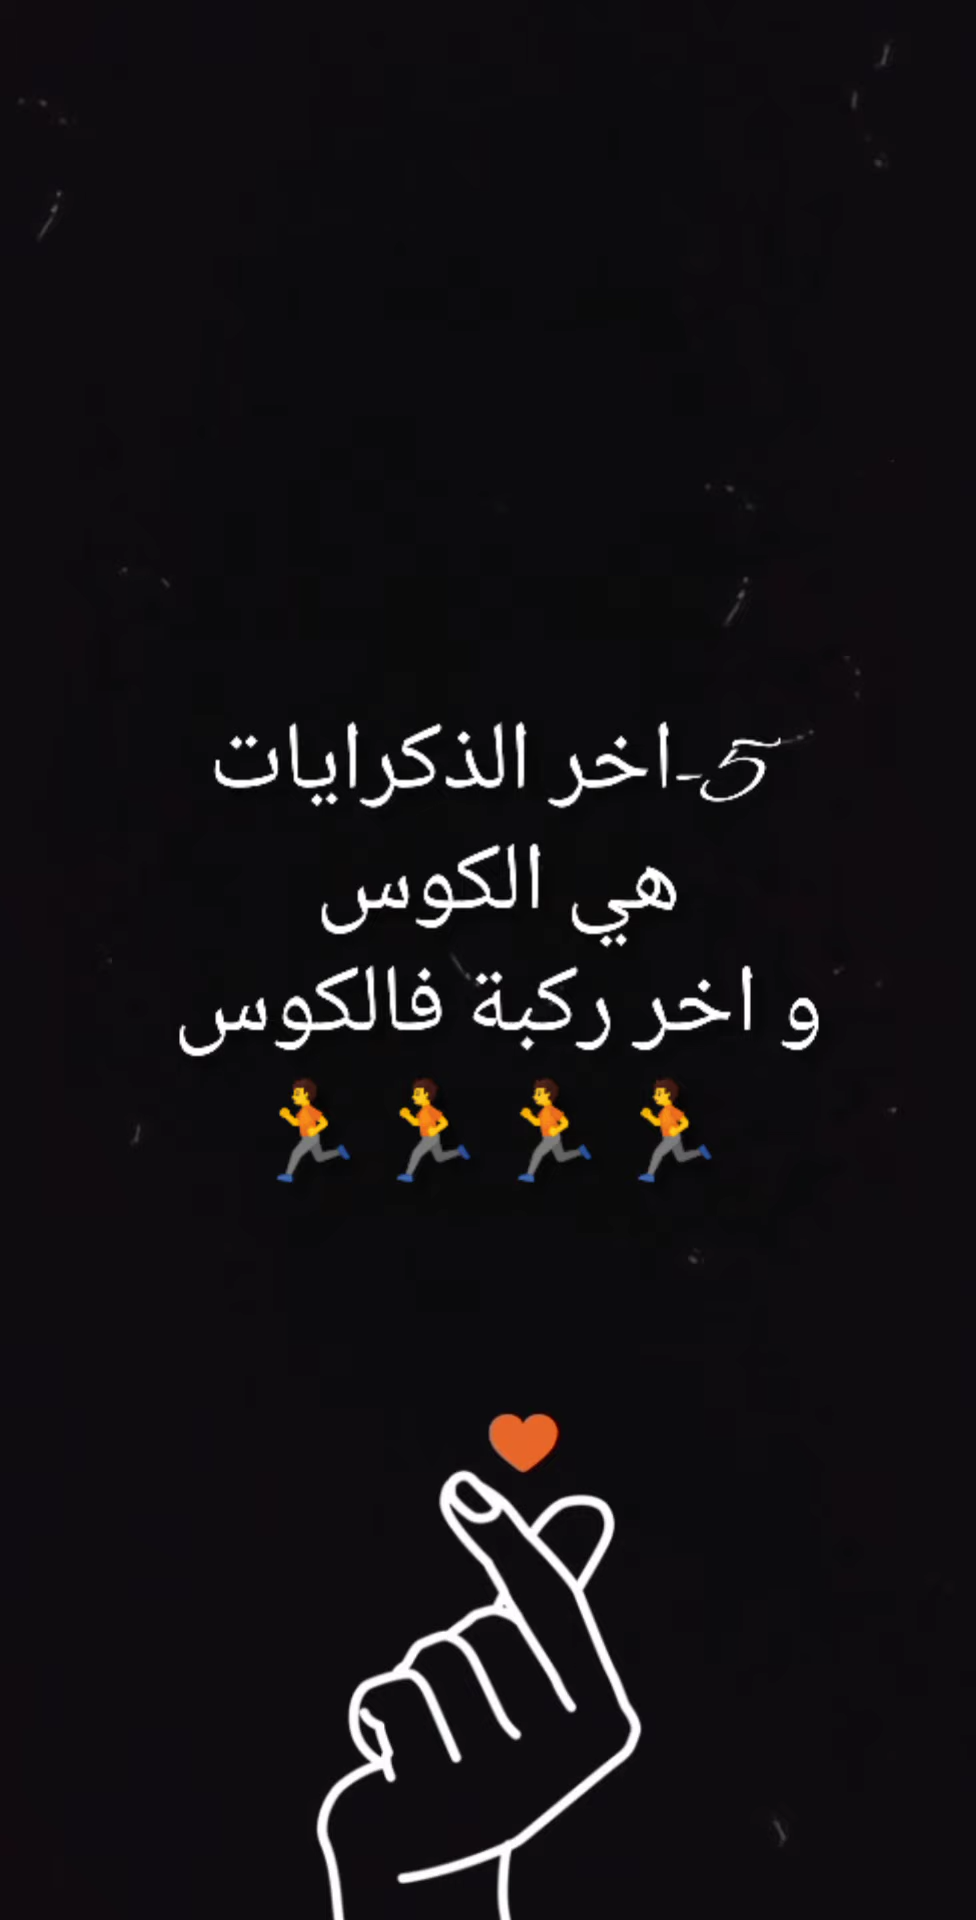 5-اخر الذكرايات
هي الكوس
و اخر ركبة فالكوس
🏃🏃🏃🏃